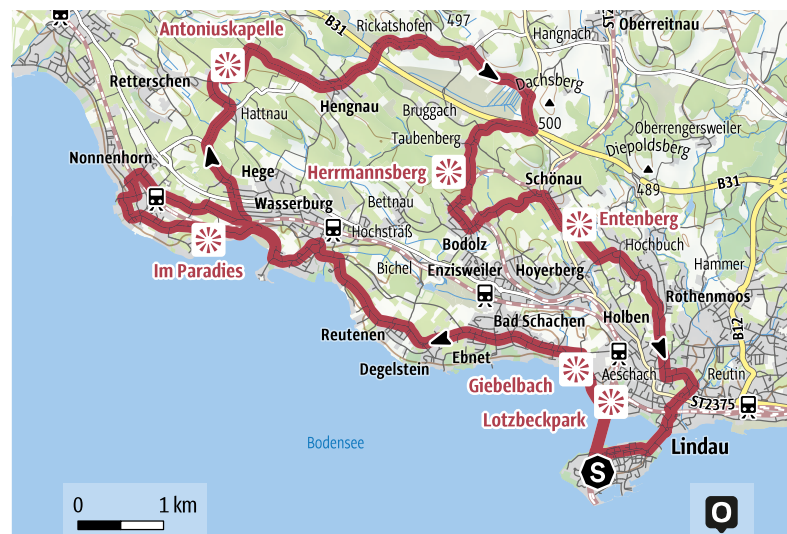 Rickatshofen
497
Oberreitnau
Antoniuskapelle
B31
Hangnach
Retterschen
Dachsberg
Hengnau
Bruggach
Hattnau
500
Oberrengersweiler
Taubenberg
Diepoldsberg
Nonnenhorn
Herrmannsberg
Hege
Schönau
489
B31
Wasserburg
Bettnau
Entenberg
Hochsträß
Bodolz
Hochbuch
Im Paradies
Bichel
Enzisweiler
Hoyerberg
Hammer
Rothenmoos
Holben
B12
Bad Schachen
Reutenen
Ebnet
Degelstein
Aeschach
Reutin
Giebelbach
ST2375
Lotzbeckpark
Bodensee
Lindau
S
0
1 km
O